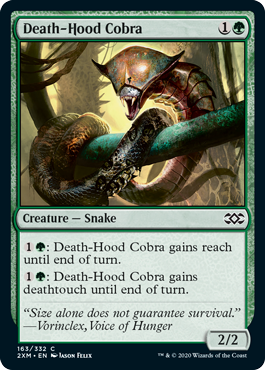 Death-Hood Cobra 1
Creature — Snake
1 : Death-Hood Cobra gains reach
until end of turn.
1 : Death-Hood Cobra gains
deathtouch until end of turn.
“Size alone does not guarantee survival.”
—Vorinclex, Voice of Hunger
2/2
163/332 C
2XM • EN Jason Felix
™ & © 2020 Wizards of the Coast